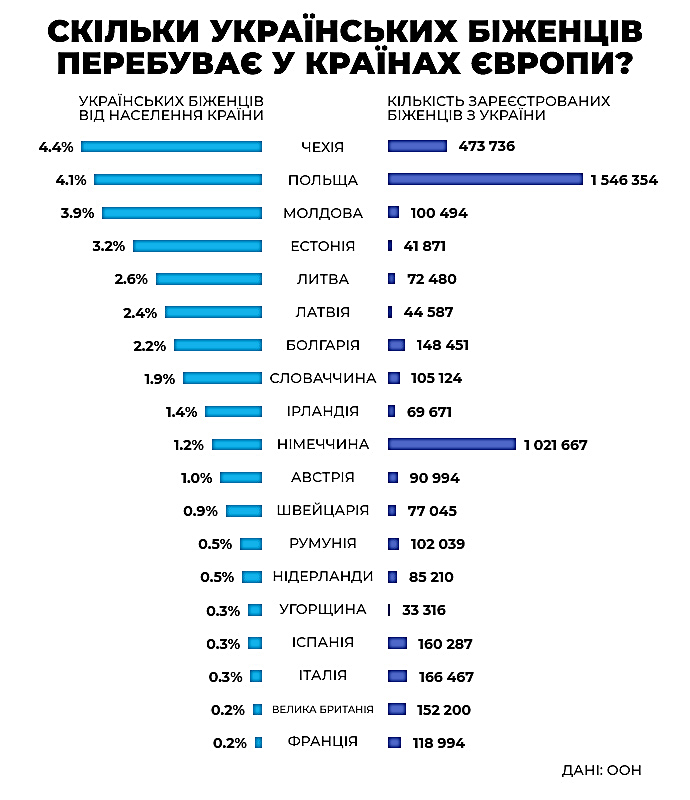 СКІЛЬКИ УКРАЇНСЬКИХ БІЖЕНЦІВ
ПЕРЕБУВАЄ У КРАЇНАХ ЄВРОПИ?
УКРАЇНСЬКИХ БІЖЕНЦІВ
ВІД НАСЕЛЕННЯ КРАЇНИ
КІЛЬКІСТЬ ЗАРЕЄСТРОВАНИХ
БІЖЕНЦІВ З УКРАЇНИ
4.4% ЧЕХІЯ 473 736
4.1% ПОЛЬЩА 1 546 354
3.9% МОЛДОВА 100 494
3.2% ЕСТОНІЯ 41 871
2.6% ЛИТВА 72 480
2.4% ЛАТВІЯ 44 587
2.2% БОЛГАРІЯ 148 451
1.9% СЛОВАЧЧИНА 105 124
1.4% ІРЛАНДІЯ 69 671
1.2% НІМЕЧЧИНА 1 021 667
1.0% АВСТРІЯ 90 994
0.9% ШВЕЙЦАРІЯ 77 045
0.5% РУМУНІЯ 102 039
0.5% НІДЕРЛАНДИ 85 210
0.3% УГОРЩИНА 33 316
0.3% ІСПАНІЯ 160 287
0.3% ІТАЛІЯ 166 467
0.2% ВЕЛИКА БРИТАНІЯ 152 200
0.2% ФРАНЦІЯ 118 994
ДАНІ: ООН